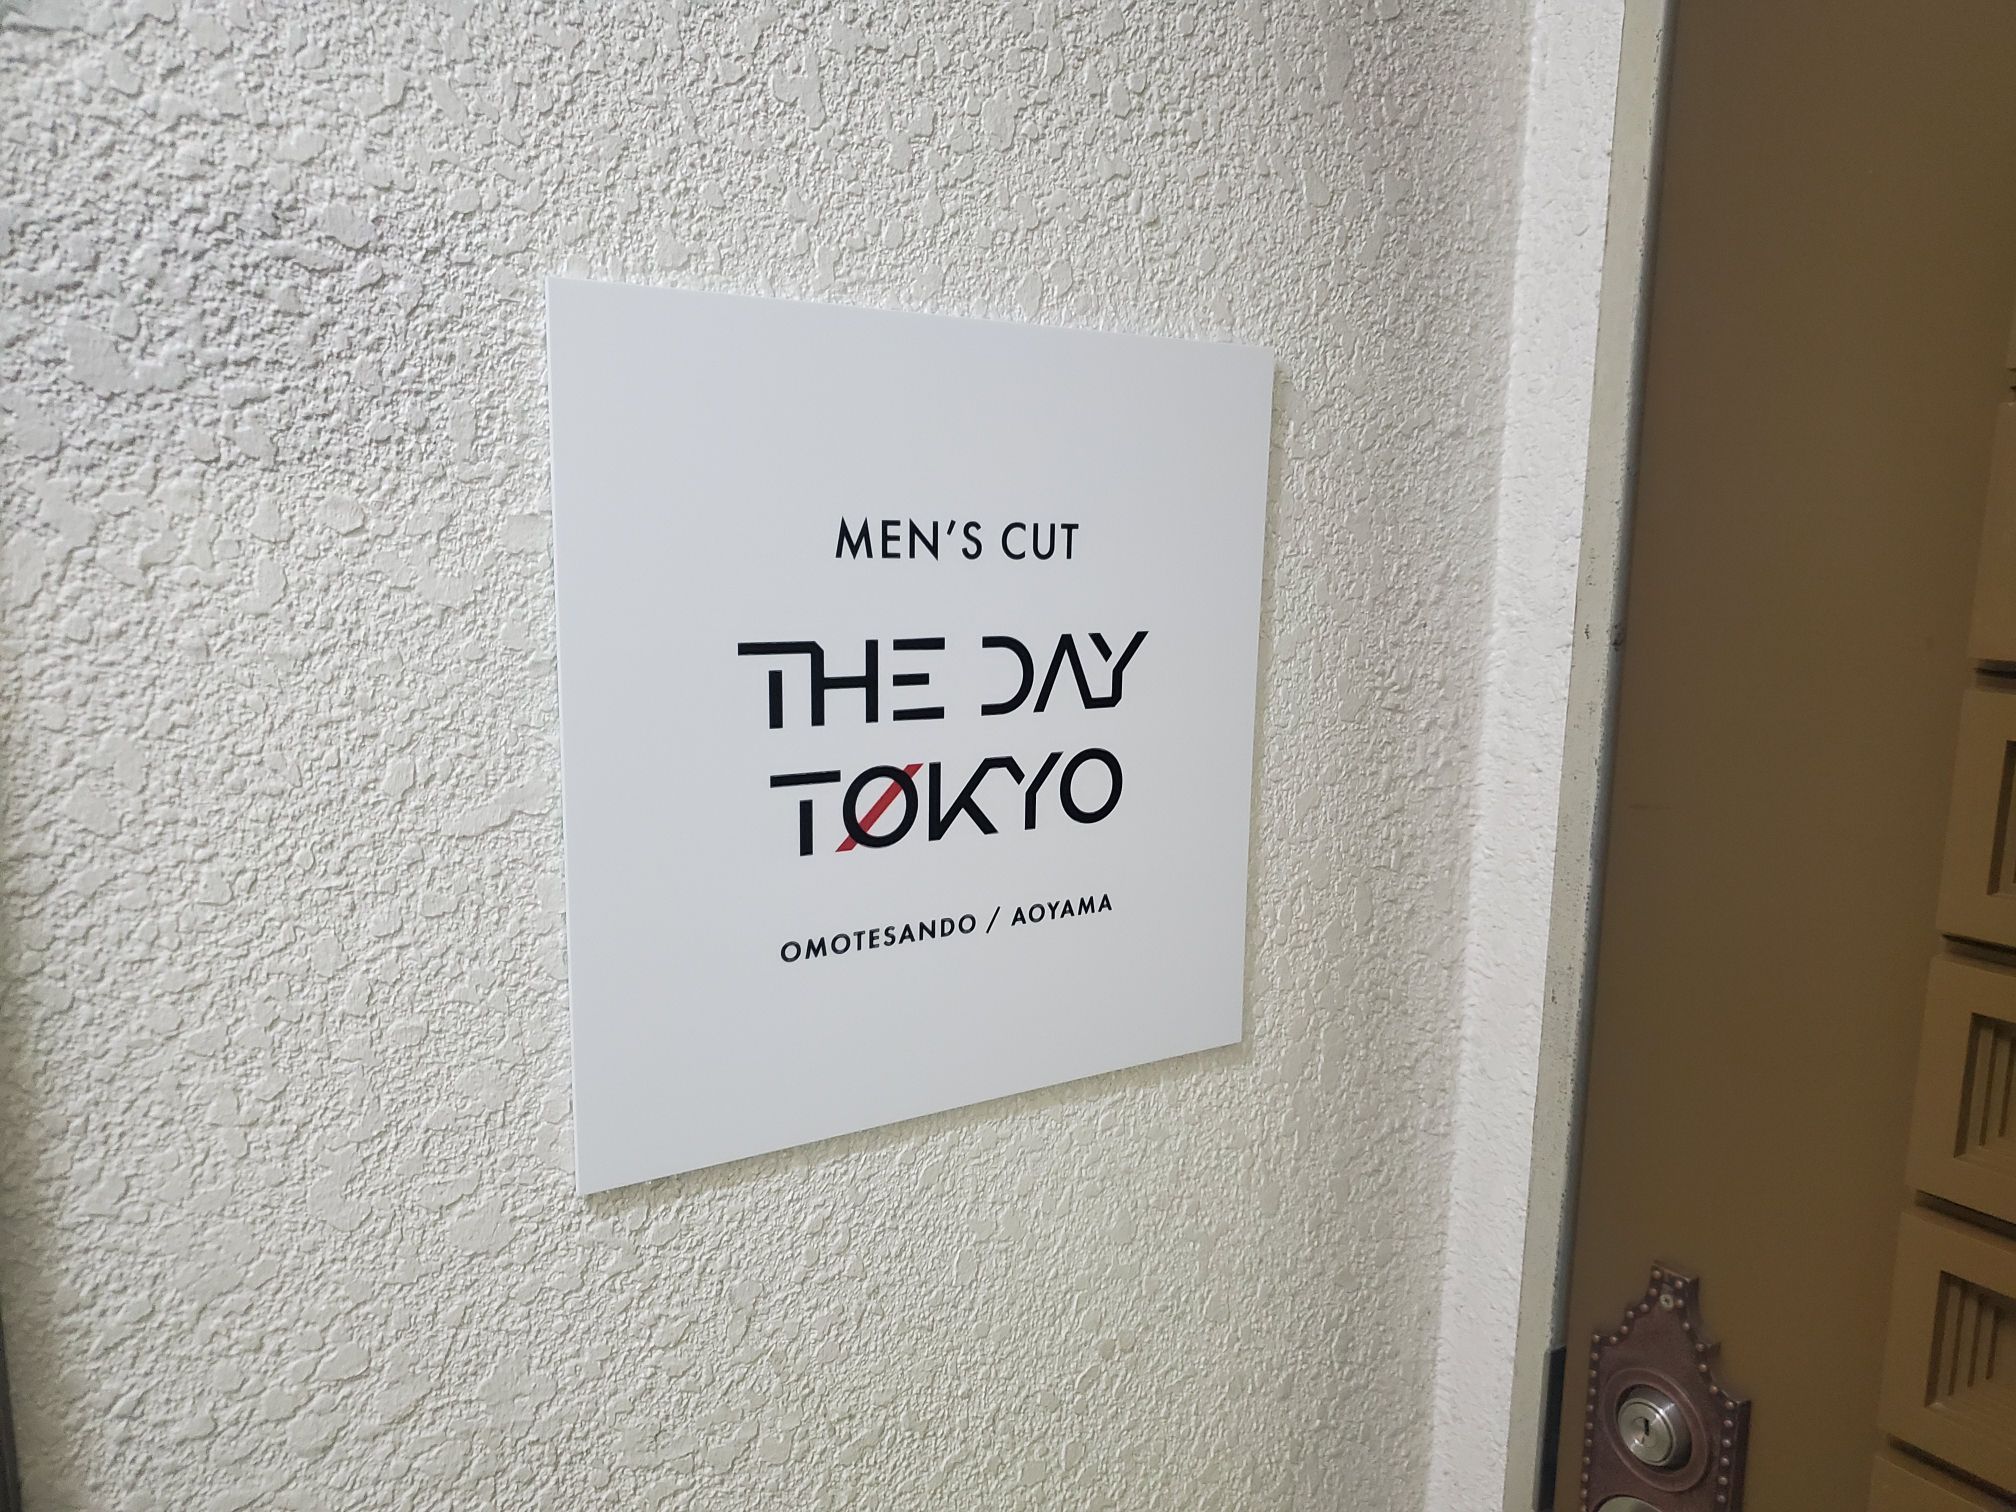 MEN'S CUT
THE DAY
TØKYO
OMOTESANDO / AOYAMA